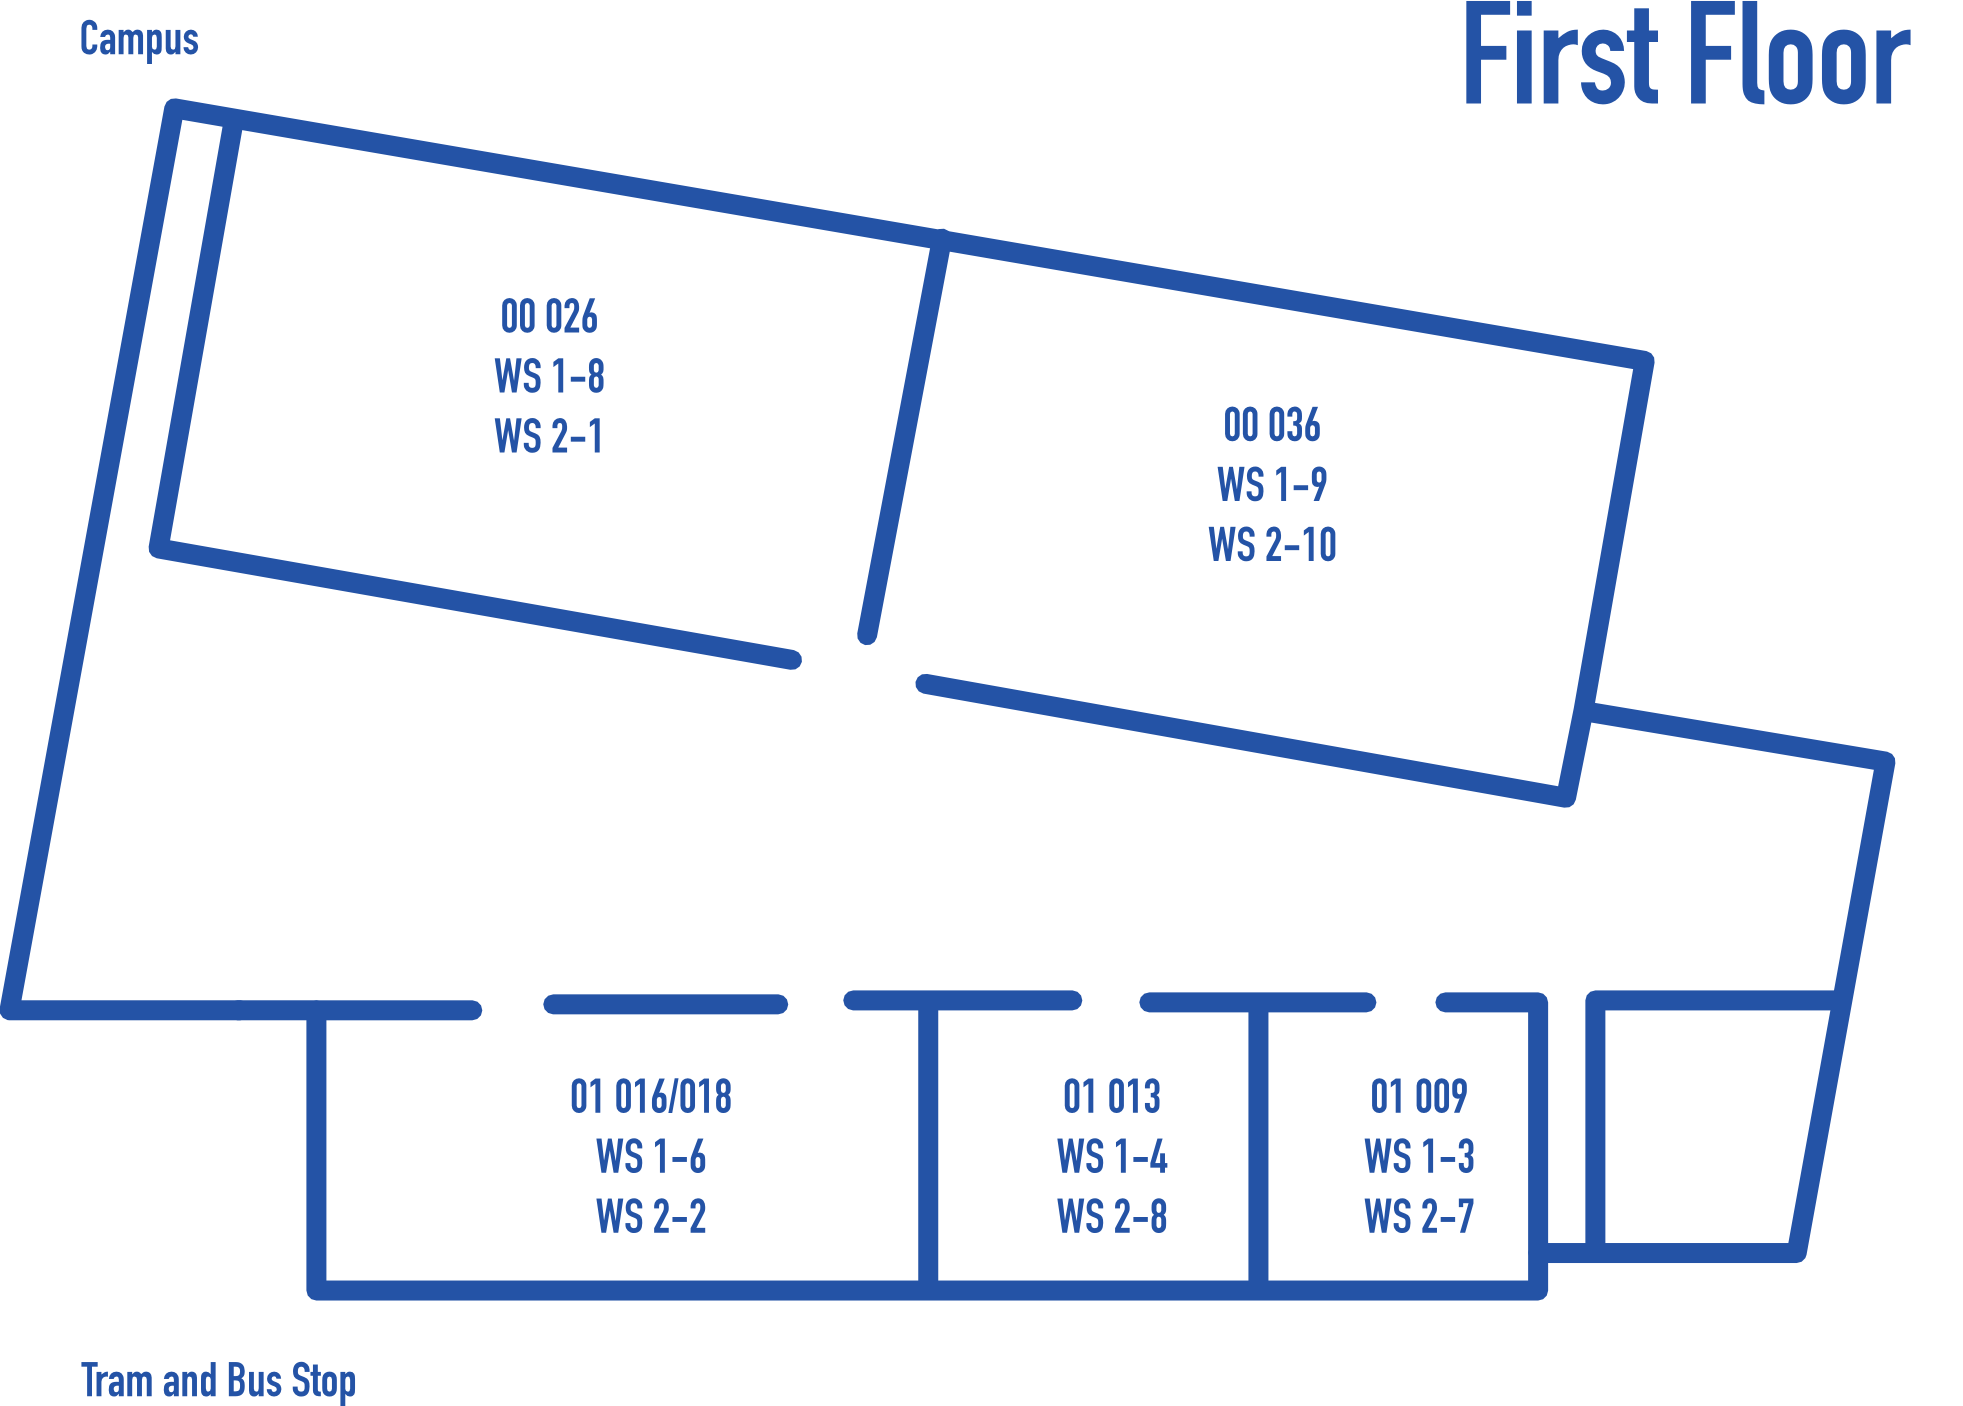 Campus
First Floor
00 026
WS 1-8
WS 2-1
00 036
WS 1-9
WS 2-10
01 016/018
WS 1-6
WS 2-2
01 013
WS 1-4
WS 2-8
01 009
WS 1-3
WS 2-7
Tram and Bus Stop